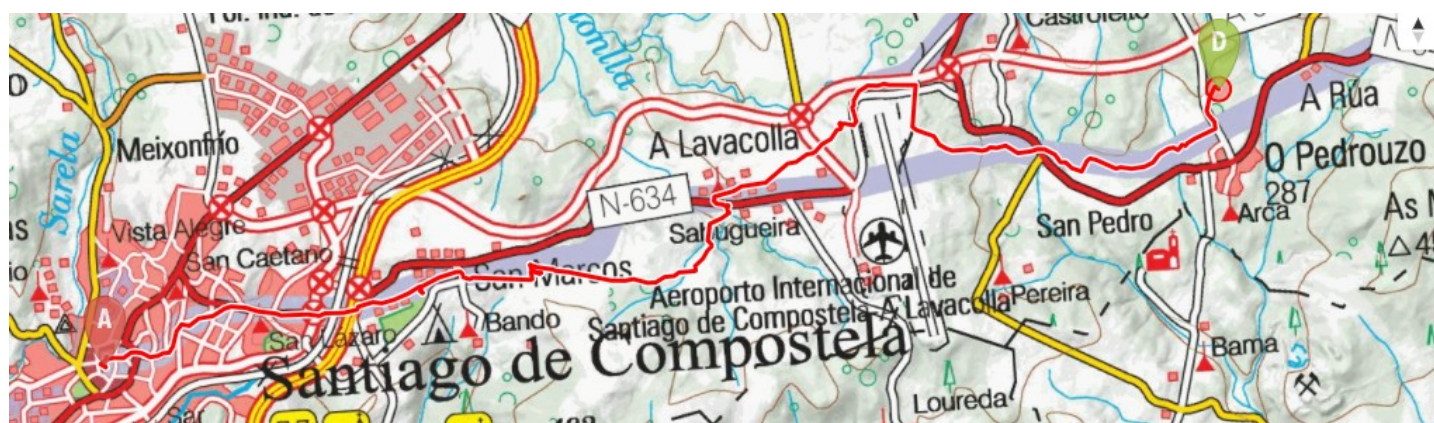 Castrofeito
D
Sarela
Meixonfrío
A Lavacolla
A Rúa
O Pedrouzo
287
N-634
Vista Alegre
San Caetano
Sabugueira
San Pedro
Arca
San Marcos
Aeroporto Internacional de
Santiago de Compostela-A Lavacolla
Pereira
A
San Lázaro
Bando
Santiago de Compostela
Bama
Loureda
Sar